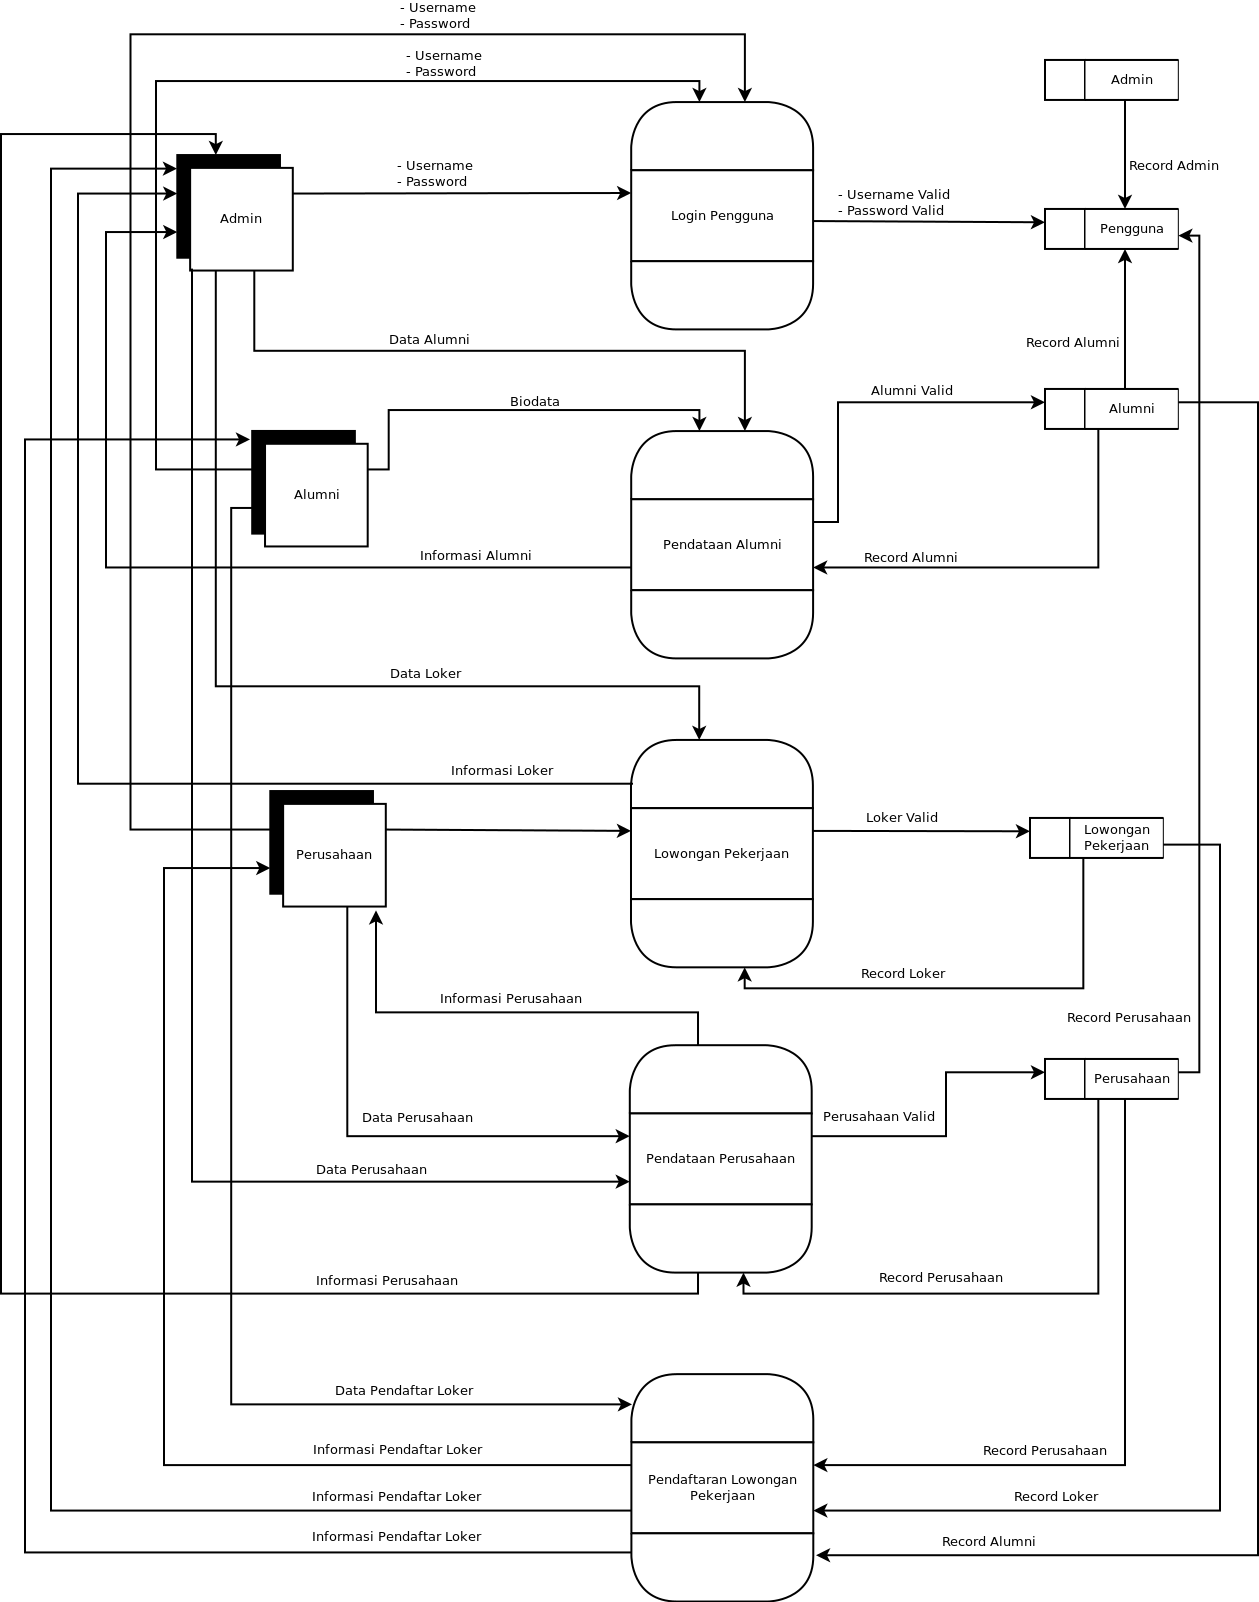 - Username
- Password
- Username
- Password
Admin
- Username
- Password
Record Admin
Admin
Login Pengguna
- Username Valid
- Password Valid
Pengguna
Data Alumni
Record Alumni
Biodata
Alumni Valid
Alumni
Alumni
Pendataan Alumni
Informasi Alumni
Record Alumni
Data Loker
Informasi Loker
Loker Valid
Lowongan
Pekerjaan
Perusahaan
Lowongan Pekerjaan
Record Loker
Informasi Perusahaan
Record Perusahaan
Perusahaan
Data Perusahaan
Perusahaan Valid
Pendataan Perusahaan
Data Perusahaan
Informasi Perusahaan
Record Perusahaan
Data Pendaftar Loker
Informasi Pendaftar Loker
Record Perusahaan
Pendaftaran Lowongan
Pekerjaan
Informasi Pendaftar Loker
Record Loker
Informasi Pendaftar Loker
Record Alumni